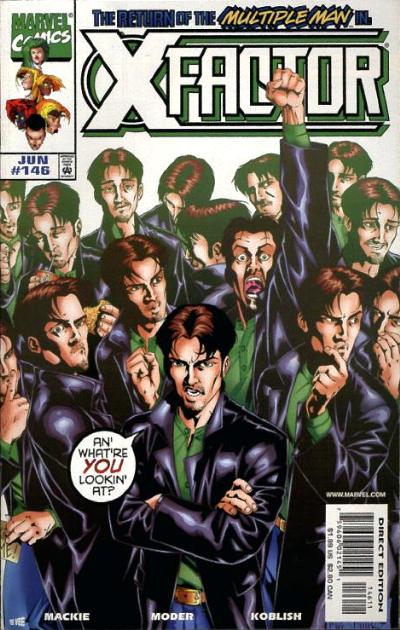 MARVEL
COMICS
THE RETURN OF THE MULTIPLE MAN IN.
X-FACTOR
JUN
#146
AN'
WHAT'RE
YOU
LOOKIN'
AT?
WWW.MARVEL.COM
DIRECT EDITION
$1.99 US $2.80 CAN
MACKIE MODER KOBLISH